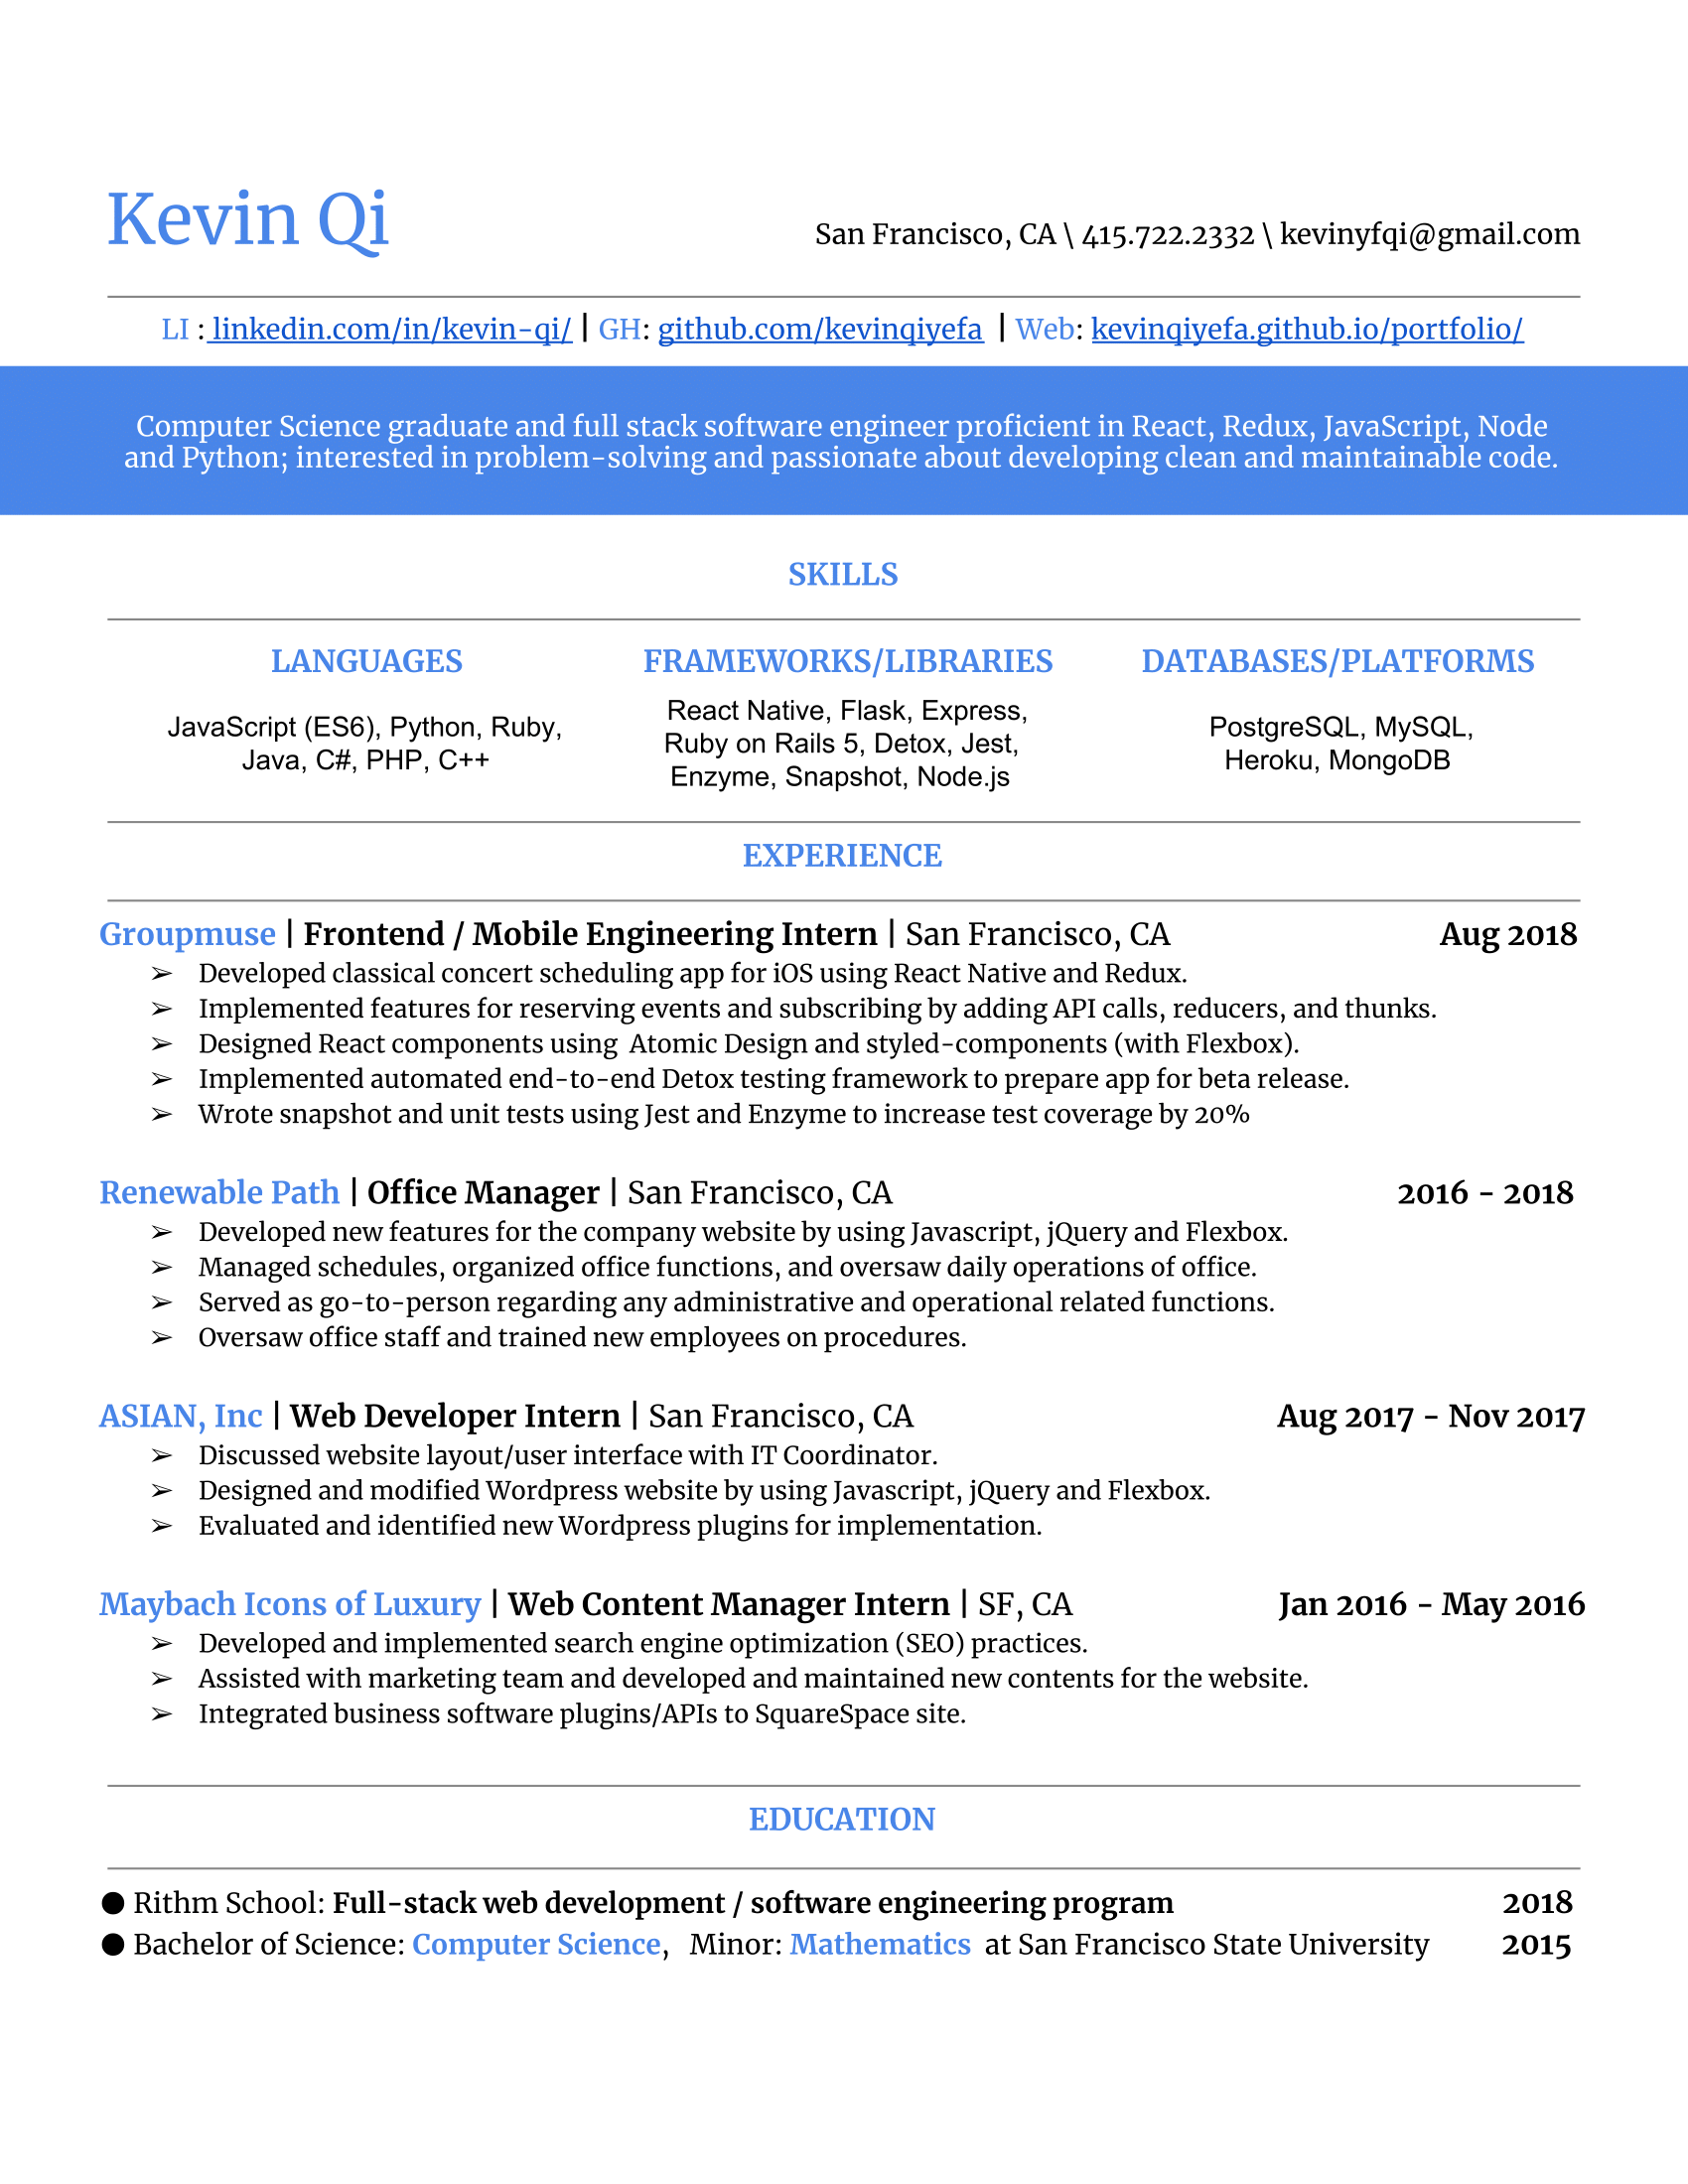 Kevin Qi
San Francisco, CA \ 415.722.2332 \ kevinyfqi@gmail.com
LI : linkedin.com/in/kevin-qi/ | GH: github.com/kevinqiyefa | Web: kevinqiyefa.github.io/portfolio/
Computer Science graduate and full stack software engineer proficient in React, Redux, JavaScript, Node
and Python; interested in problem-solving and passionate about developing clean and maintainable code.
SKILLS
LANGUAGES
JavaScript (ES6), Python, Ruby,
Java, C#, PHP, C++
FRAMEWORKS/LIBRARIES
React Native, Flask, Express,
Ruby on Rails 5, Detox, Jest,
Enzyme, Snapshot, Node.js
DATABASES/PLATFORMS
PostgreSQL, MySQL,
Heroku, MongoDB
EXPERIENCE
Groupmuse | Frontend / Mobile Engineering Intern | San Francisco, CA Aug 2018
➢ Developed classical concert scheduling app for iOS using React Native and Redux.
➢ Implemented features for reserving events and subscribing by adding API calls, reducers, and thunks.
➢ Designed React components using  Atomic Design and styled-components (with Flexbox).
➢ Implemented automated end-to-end Detox testing framework to prepare app for beta release.
➢ Wrote snapshot and unit tests using Jest and Enzyme to increase test coverage by 20%
Renewable Path | Office Manager | San Francisco, CA 2016 - 2018
➢ Developed new features for the company website by using Javascript, jQuery and Flexbox.
➢ Managed schedules, organized office functions, and oversaw daily operations of office.
➢ Served as go-to-person regarding any administrative and operational related functions.
➢ Oversaw office staff and trained new employees on procedures.
ASIAN, Inc | Web Developer Intern | San Francisco, CA Aug 2017 - Nov 2017
➢ Discussed website layout/user interface with IT Coordinator.
➢ Designed and modified Wordpress website by using Javascript, jQuery and Flexbox.
➢ Evaluated and identified new Wordpress plugins for implementation.
Maybach Icons of Luxury | Web Content Manager Intern | SF, CA Jan 2016 - May 2016
➢ Developed and implemented search engine optimization (SEO) practices.
➢ Assisted with marketing team and developed and maintained new contents for the website.
➢ Integrated business software plugins/APIs to SquareSpace site.
EDUCATION
● Rithm School: Full-stack web development / software engineering program 2018
● Bachelor of Science: Computer Science,  Minor: Mathematics  at San Francisco State University 2015